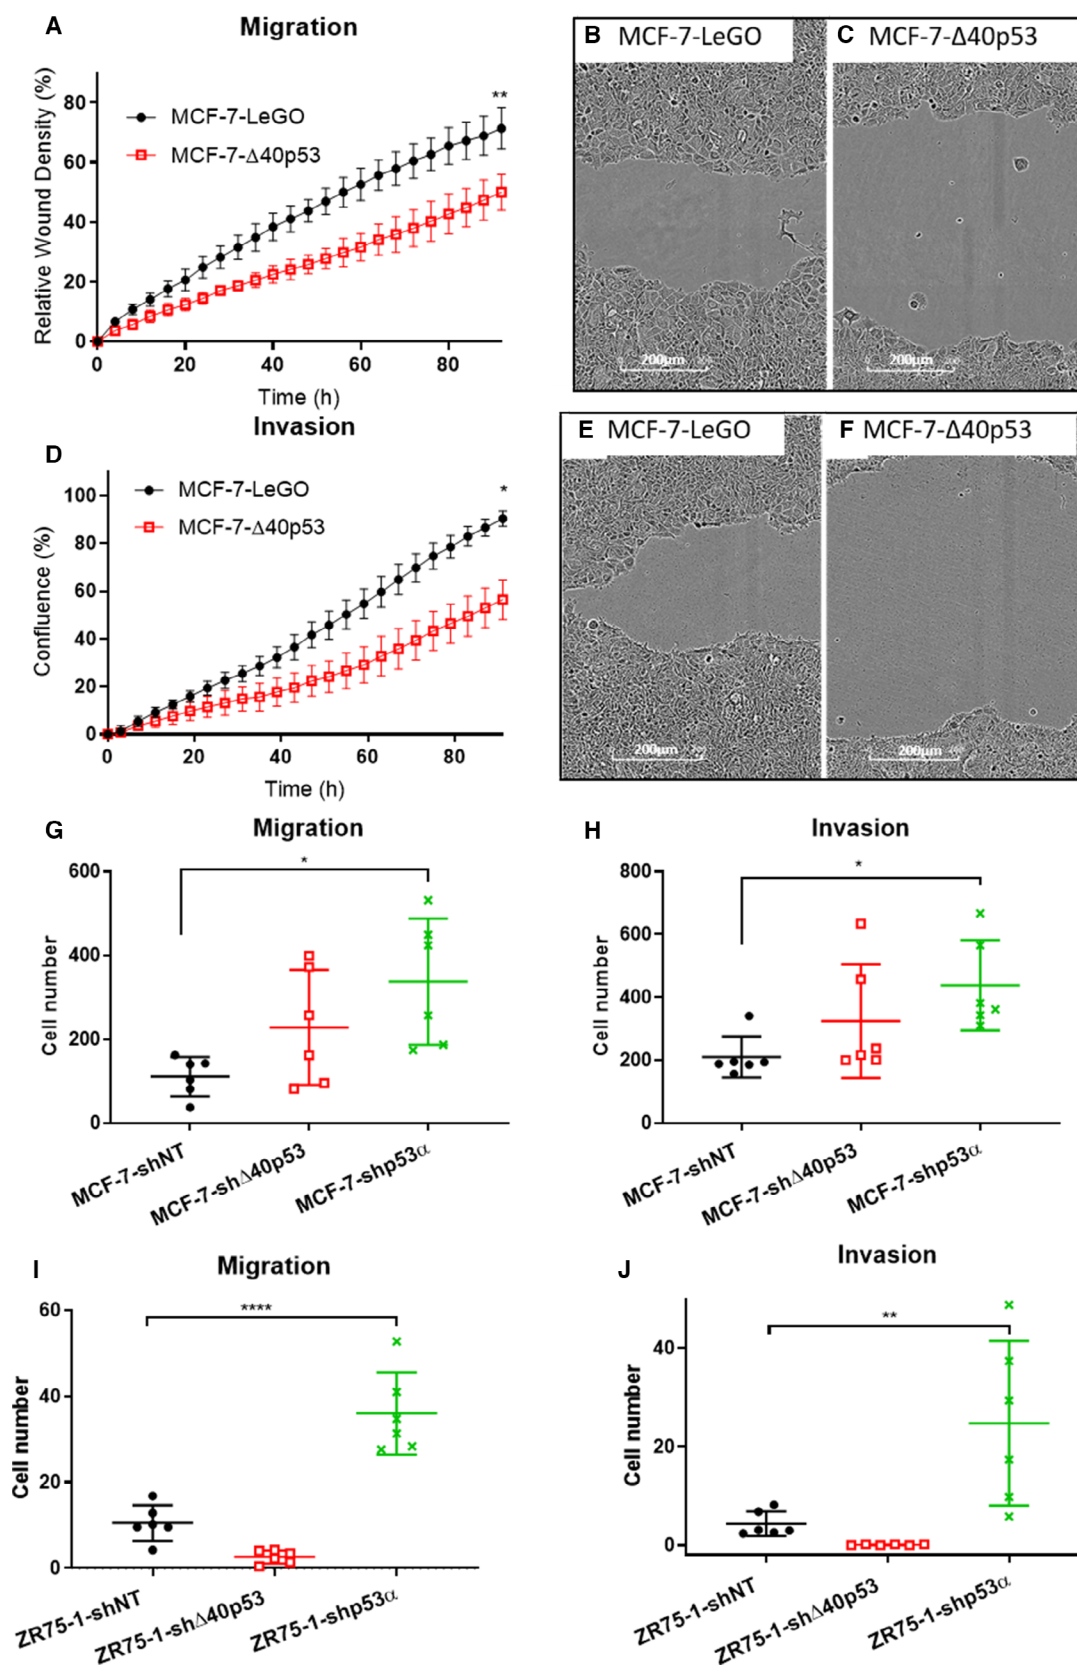 A
Migration
Relative Wound Density (%)
80
60
40
20
0
MCF-7-LeGO
MCF-7-Δ40p53
**
0 20 40 60 80
Time (h)
B MCF-7-LeGO
200µm
C MCF-7-Δ40p53
200µm
D
Invasion
Confluence (%)
100
80
60
40
20
0
MCF-7-LeGO
MCF-7-Δ40p53
*
0 20 40 60 80
Time (h)
E MCF-7-LeGO
200µm
F MCF-7-Δ40p53
200µm
G
Migration
Cell number
600
400
200
0
*
MCF-7-shNT
MCF-7-shΔ40p53
MCF-7-shp53α
H
Invasion
Cell number
800
600
400
200
0
*
MCF-7-shNT
MCF-7-shΔ40p53
MCF-7-shp53α
I
Migration
Cell number
60
40
20
0
****
ZR75-1-shNT
ZR75-1-shΔ40p53
ZR75-1-shp53α
J
Invasion
Cell number
40
20
0
**
ZR75-1-shNT
ZR75-1-shΔ40p53
ZR75-1-shp53α